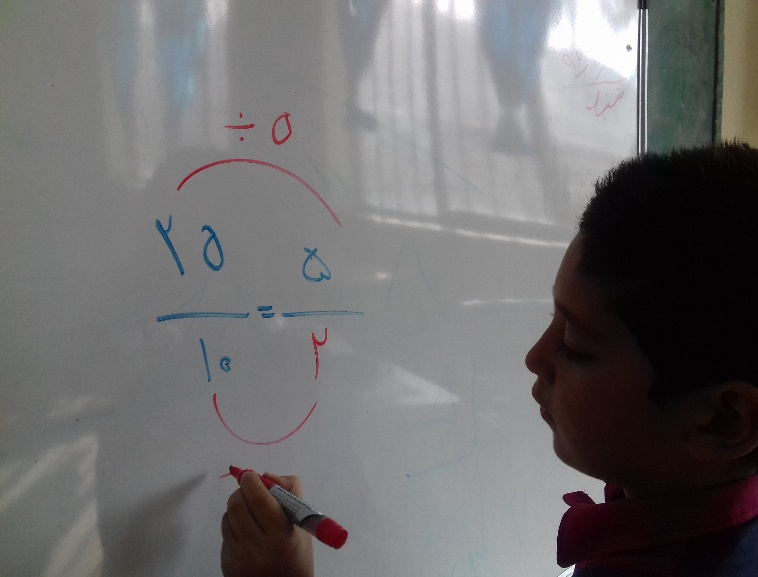 ÷ ۵
۲۵ = ۵
۱۰ ۲